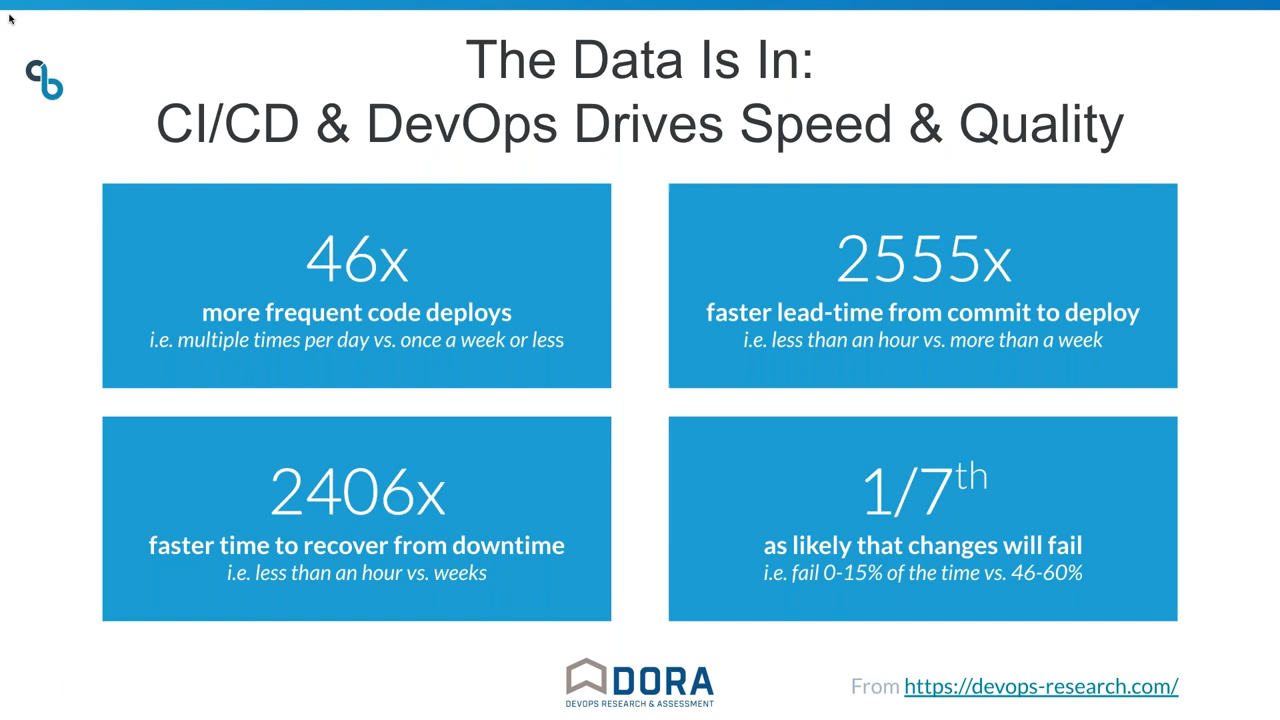 The Data Is In:
CI/CD & DevOps Drives Speed & Quality
46x
more frequent code deploys
i.e. multiple times per day vs. once a week or less
2555x
faster lead-time from commit to deploy
i.e. less than an hour vs. more than a week
2406x
faster time to recover from downtime
i.e. less than an hour vs. weeks
1/7th
as likely that changes will fail
i.e. fail 0-15% of the time vs. 46-60%
DORA
DEVOPS RESEARCH & ASSESSMENT
From https://devops-research.com/